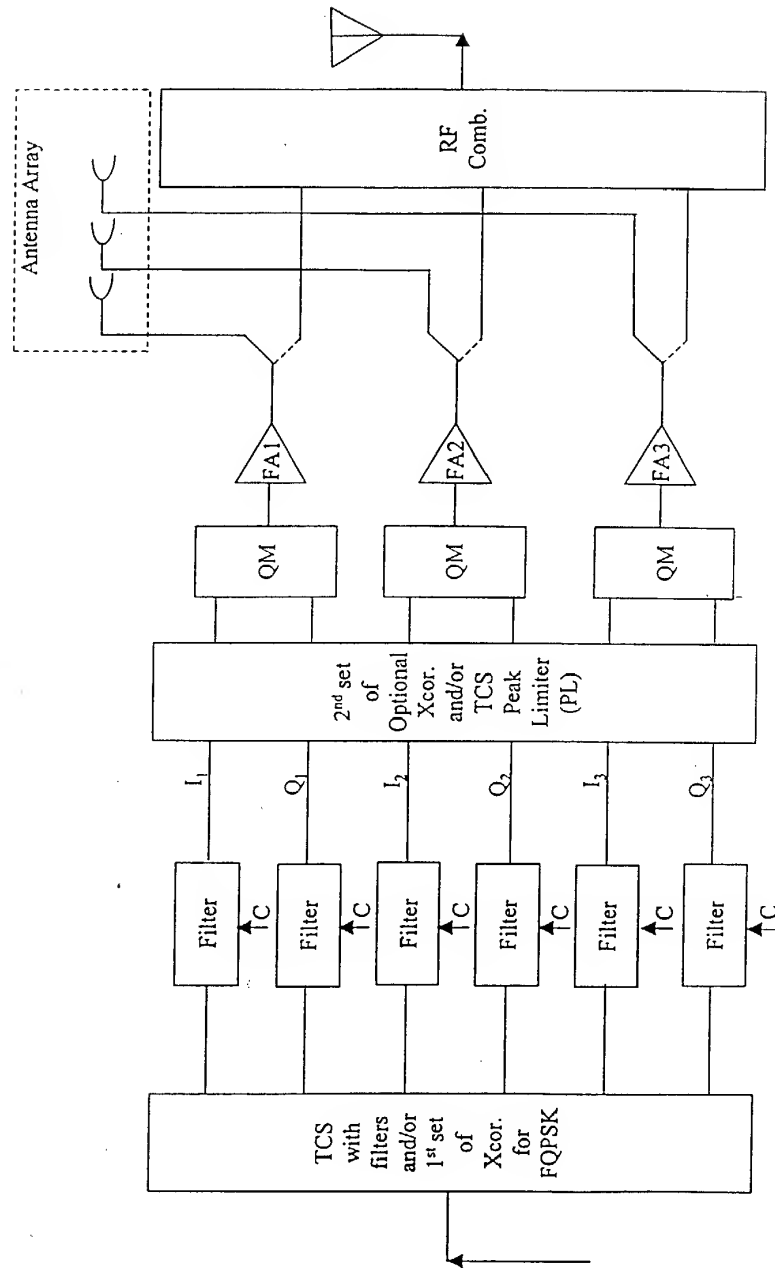 TCS
with
filters
and/or
1st set
of
Xcor.
for
FQPSK
Filter
C
Filter
C
Filter
C
Filter
C
Filter
C
Filter
C
I1
Q1
I2
Q2
I3
Q3
2nd set
of
Optional
Xcor.
and/or
TCS
Peak
Limiter
(PL)
QM
QM
QM
FA1
FA2
FA3
Antenna Array
RF
Comb.